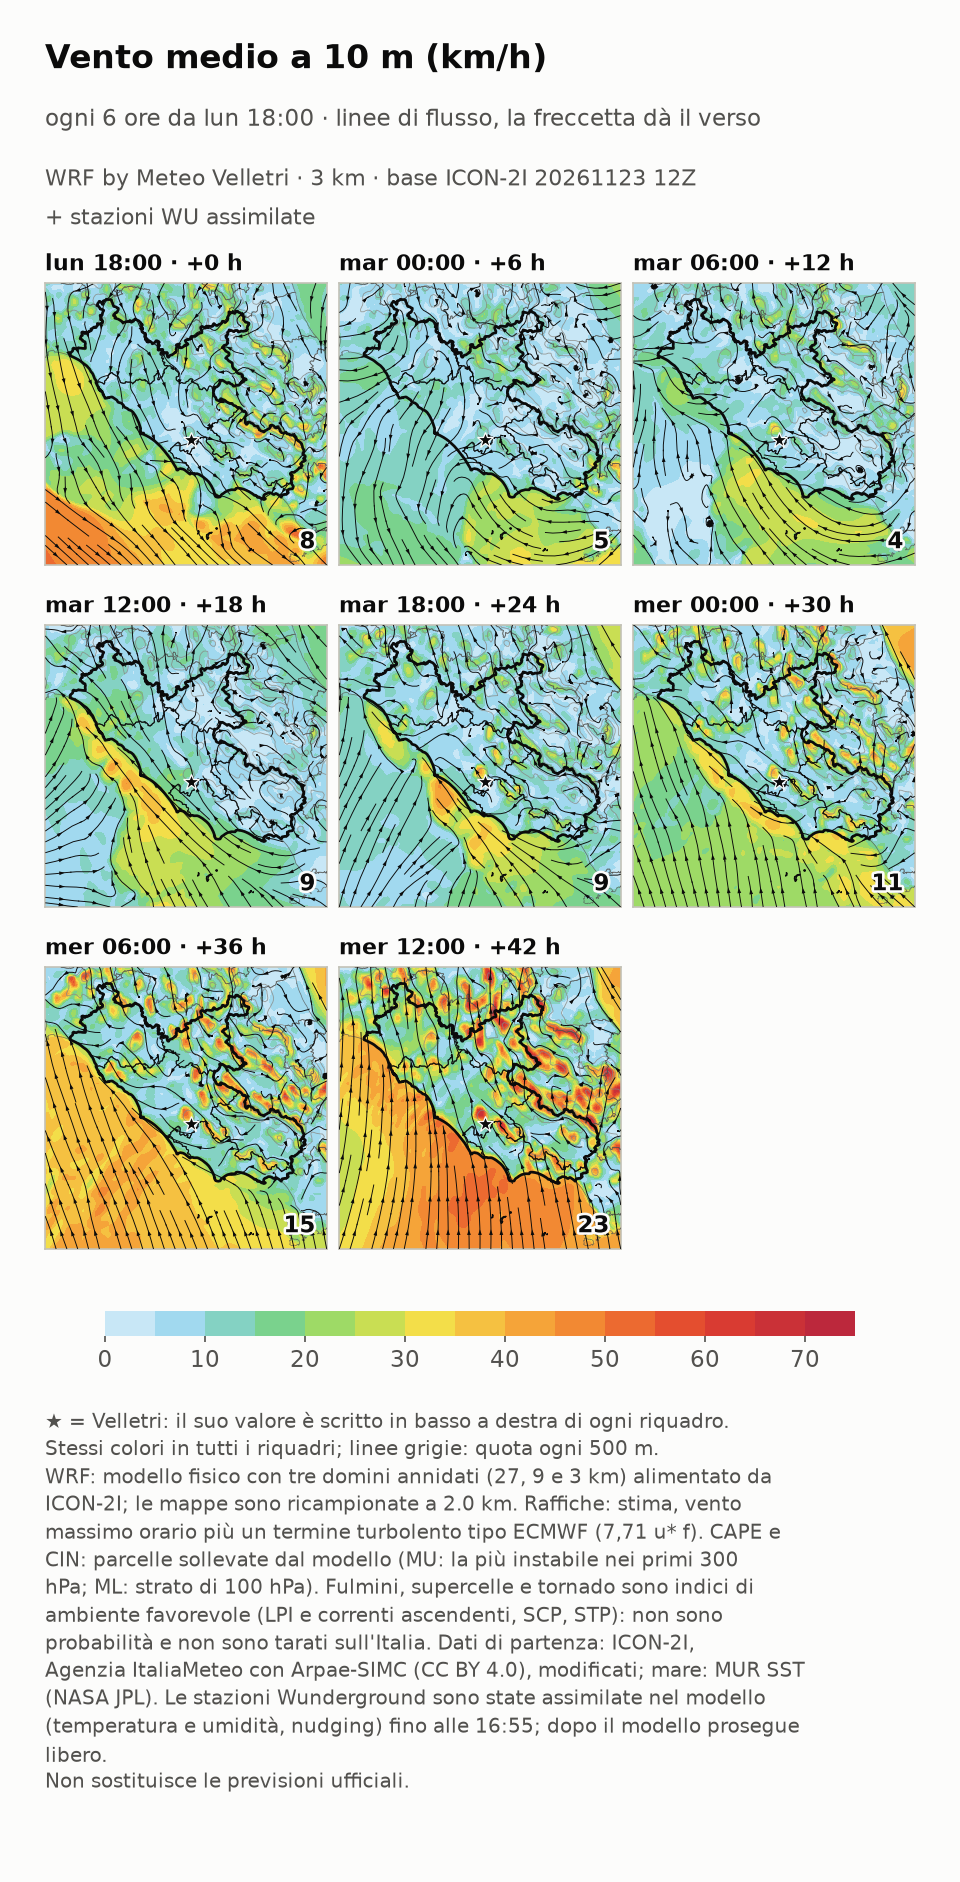 Vento medio a 10 m (km/h)
ogni 6 ore da lun 18:00 · linee di flusso, la freccetta dà il verso
WRF by Meteo Velletri · 3 km · base ICON-2I 20261123 12Z
+ stazioni WU assimilate
lun 18:00 · +0 h
mar 00:00 · +6 h
mar 06:00 · +12 h
8
5
4
mar 12:00 · +18 h
mar 18:00 · +24 h
mer 00:00 · +30 h
9
9
11
mer 06:00 · +36 h
mer 12:00 · +42 h
15
23
0 10 20 30 40 50 60 70
★ = Velletri: il suo valore è scritto in basso a destra di ogni riquadro.
Stessi colori in tutti i riquadri; linee grigie: quota ogni 500 m.
WRF: modello fisico con tre domini annidati (27, 9 e 3 km) alimentato da
ICON-2I; le mappe sono ricampionate a 2.0 km. Raffiche: stima, vento
massimo orario più un termine turbolento tipo ECMWF (7,71 u* f). CAPE e
CIN: parcelle sollevate dal modello (MU: la più instabile nei primi 300
hPa; ML: strato di 100 hPa). Fulmini, supercelle e tornado sono indici di
ambiente favorevole (LPI e correnti ascendenti, SCP, STP): non sono
probabilità e non sono tarati sull'Italia. Dati di partenza: ICON-2I,
Agenzia ItaliaMeteo con Arpae-SIMC (CC BY 4.0), modificati; mare: MUR SST
(NASA JPL). Le stazioni Wunderground sono state assimilate nel modello
(temperatura e umidità, nudging) fino alle 16:55; dopo il modello prosegue
libero.
Non sostituisce le previsioni ufficiali.